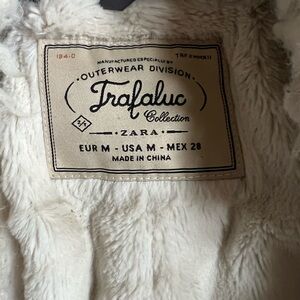 MANUFACTURED ESPECIALLY BY
·OUTERWEAR DIVISION·
Trafaluc
Collection
· ZARA ·
EUR M - USA M - MEX 28
MADE IN CHINA